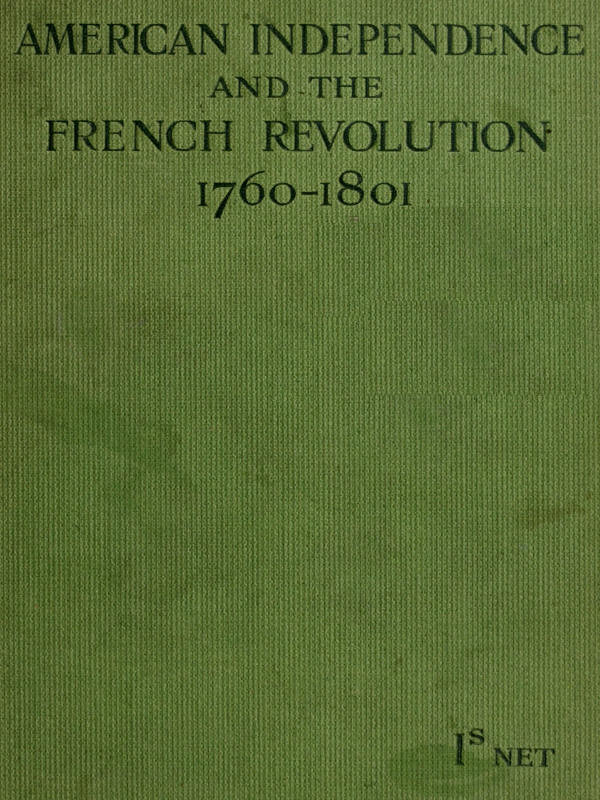 AMERICAN INDEPENDENCE
AND THE
FRENCH REVOLUTION
1760-1801
1s NET